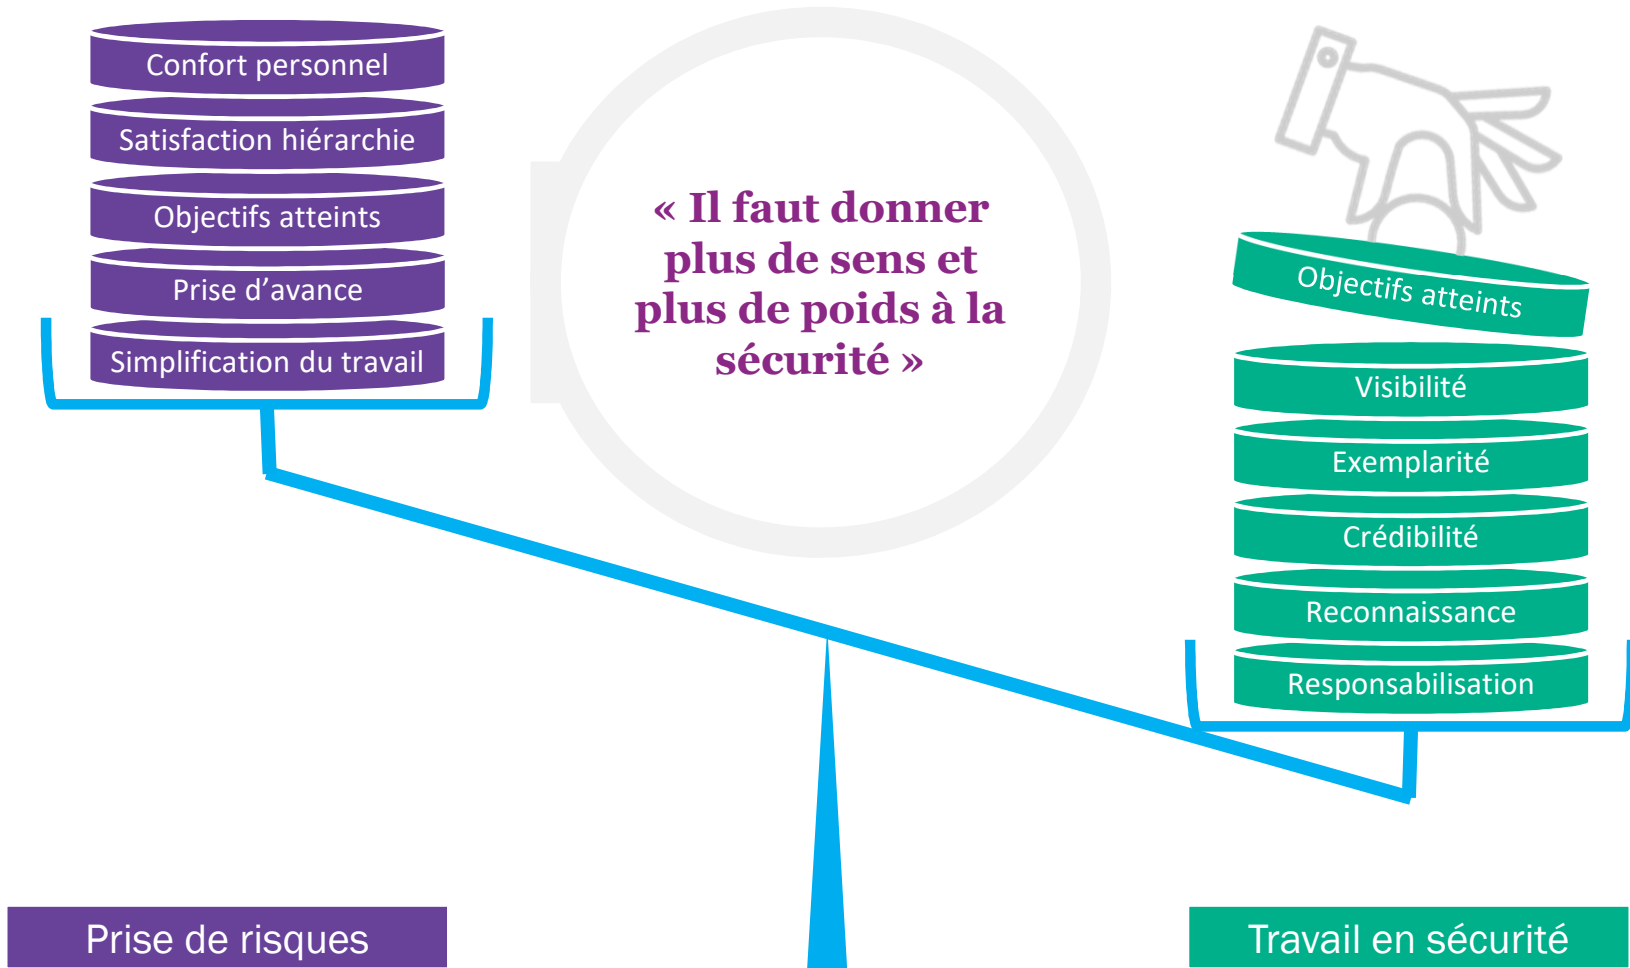 Confort personnel
Satisfaction hiérarchie
Objectifs atteints
Prise d’avance
Simplification du travail
« Il faut donner
plus de sens et
plus de poids à la
sécurité »
Objectifs atteints
Visibilité
Exemplarité
Crédibilité
Reconnaissance
Responsabilisation
Prise de risques
Travail en sécurité